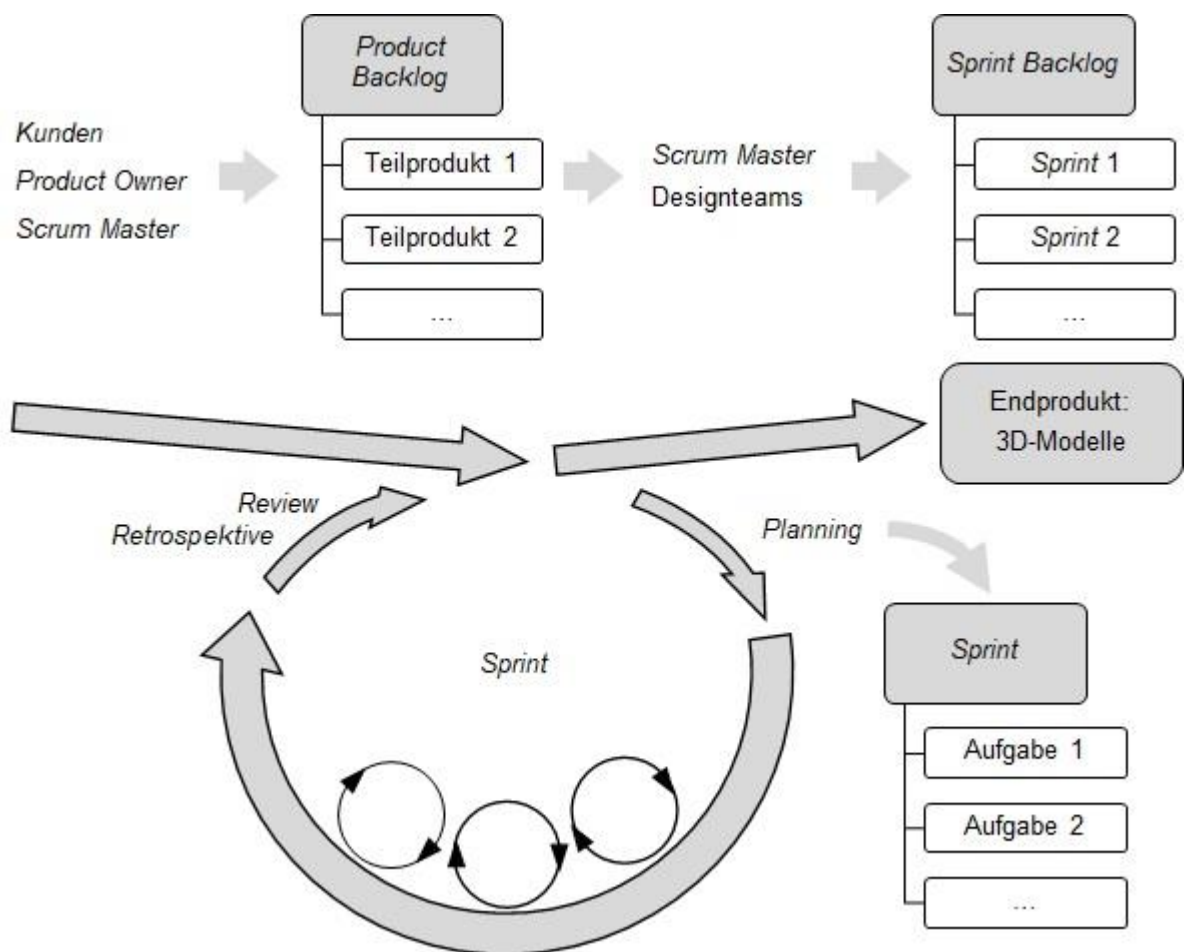 Kunden
Product Owner
Scrum Master
Product
Backlog
Teilprodukt 1
Teilprodukt 2
...
Scrum Master
Designteams
Sprint Backlog
Sprint 1
Sprint 2
...
Endprodukt:
3D-Modelle
Review
Retrospektive
Planning
Sprint
Sprint
Aufgabe 1
Aufgabe 2
...